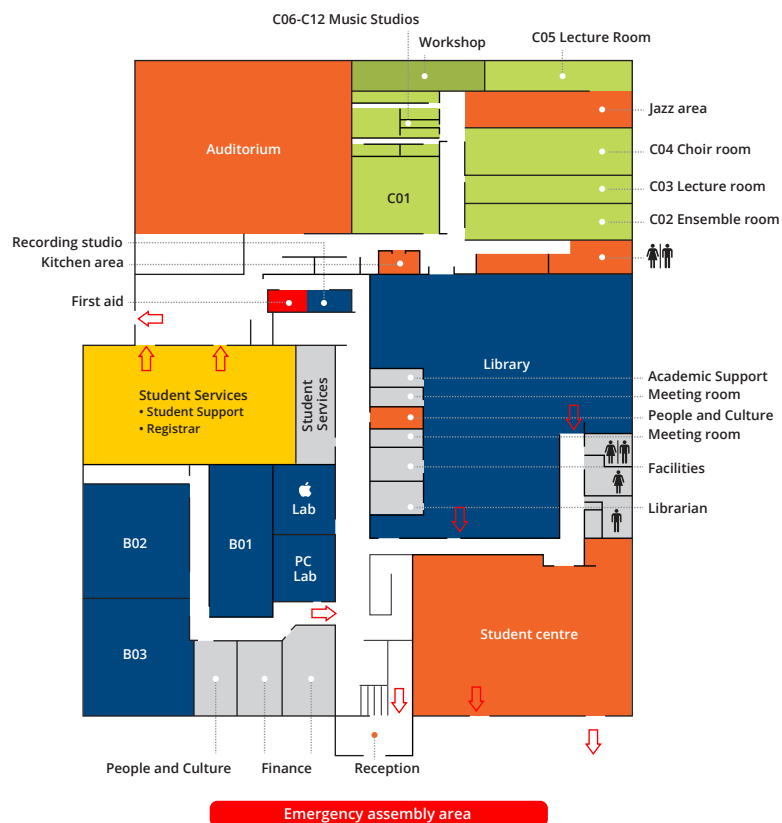 C06-C12 Music Studios
Workshop
C05 Lecture Room
Jazz area
Auditorium
C04 Choir room
C01
C03 Lecture room
C02 Ensemble room
Recording studio
Kitchen area
First aid
Library
Academic Support
Meeting room
People and Culture
Meeting room
Facilities
Librarian
Student Services
• Student Support
• Registrar
Student
Services
Lab
B02
B01
PC
Lab
B03
Student centre
People and Culture
Finance
Reception
Emergency assembly area